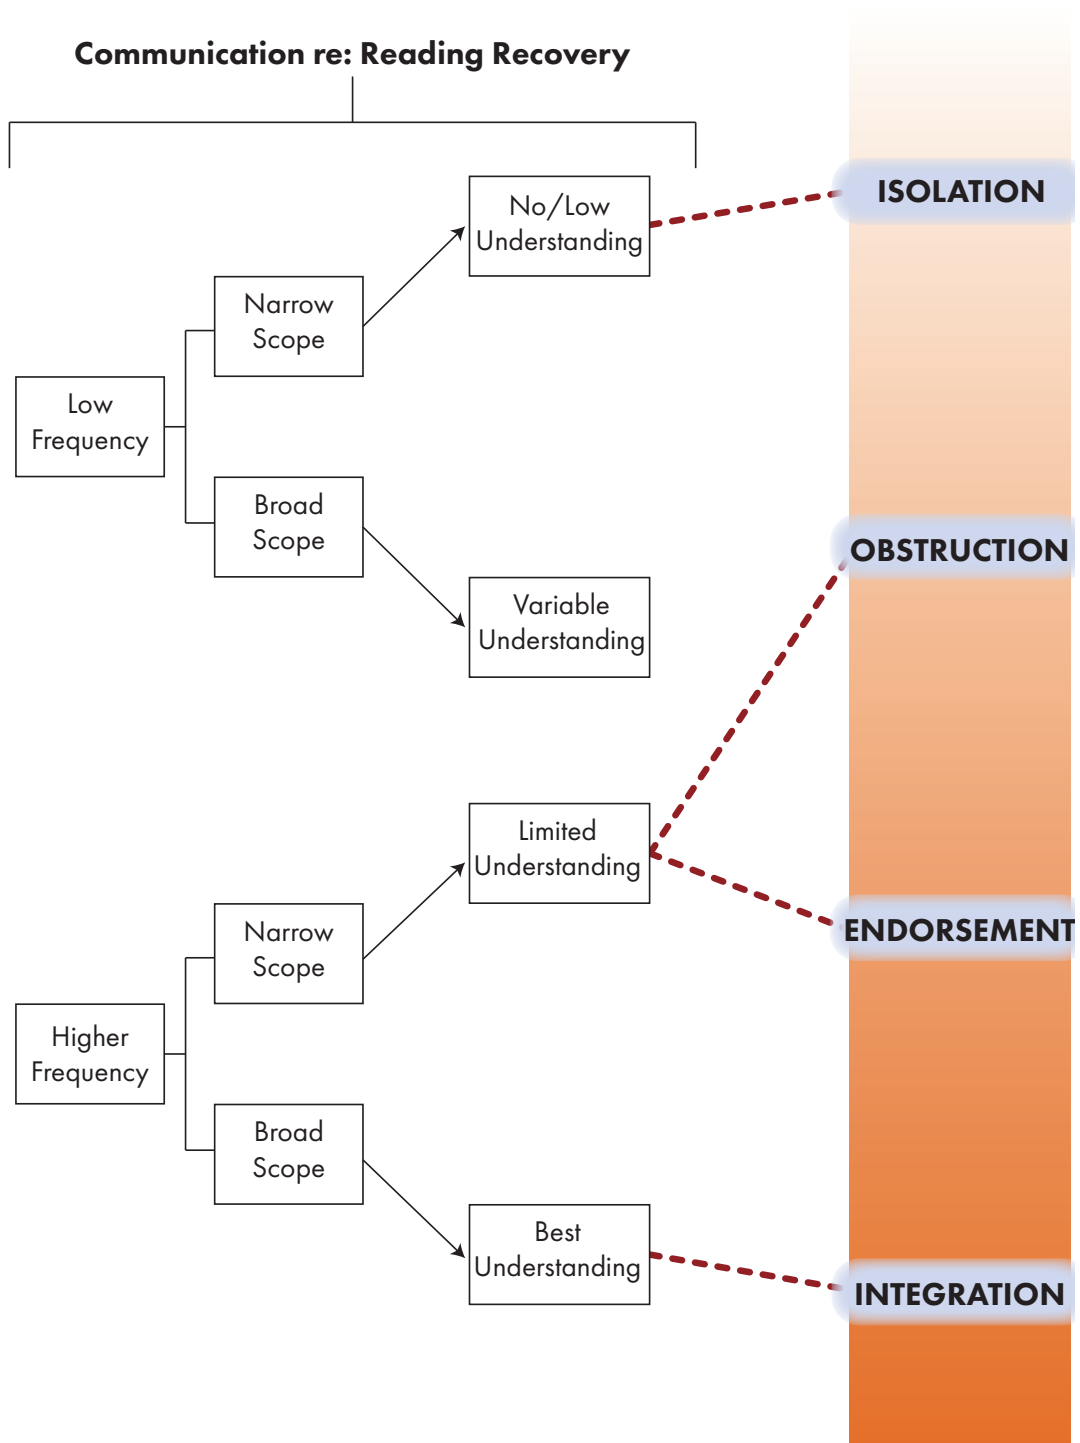 Communication re: Reading Recovery
No/Low
Understanding
ISOLATION
Narrow
Scope
Low
Frequency
Broad
Scope
OBSTRUCTION
Variable
Understanding
Limited
Understanding
ENDORSEMENT
Narrow
Scope
Higher
Frequency
Broad
Scope
Best
Understanding
INTEGRATION